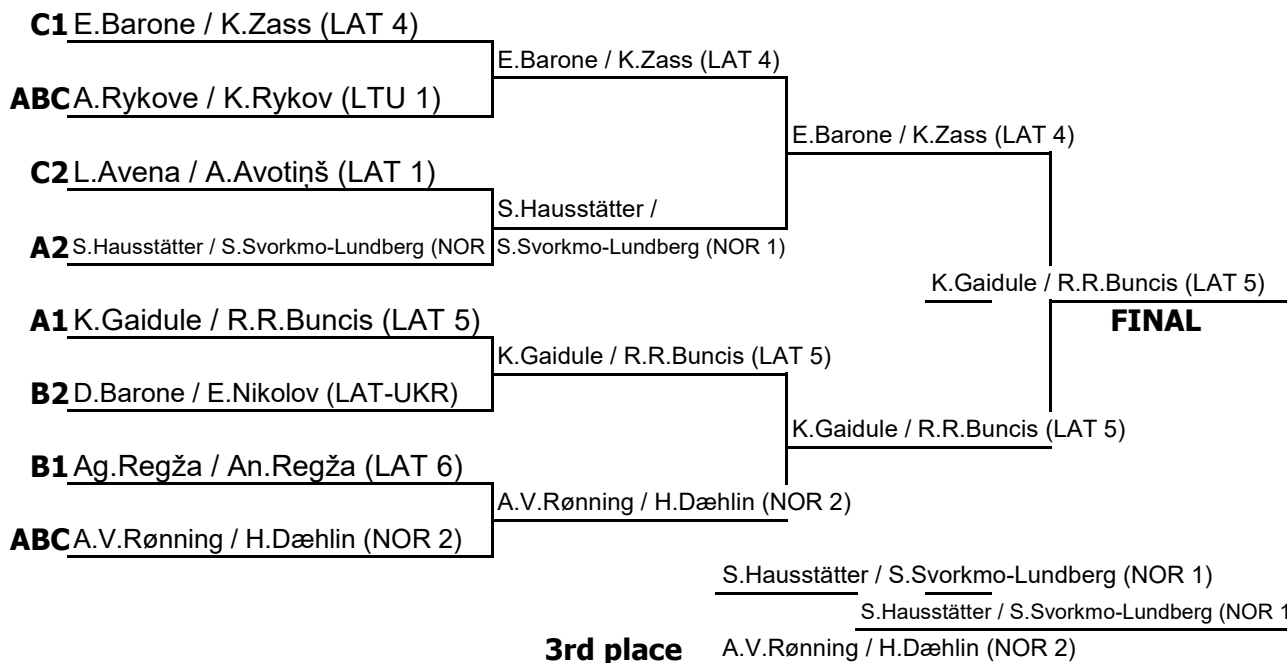 C1 E.Barone / K.Zass (LAT 4)
E.Barone / K.Zass (LAT 4)
ABC A.Rykove / K.Rykov (LTU 1)
E.Barone / K.Zass (LAT 4)
C2 L.Avena / A.Avotiņš (LAT 1)
S.Hausstätter /
A2 S.Hausstätter / S.Svorkmo-Lundberg (NOR
S.Svorkmo-Lundberg (NOR 1)
K.Gaidule / R.R.Buncis (LAT 5)
A1 K.Gaidule / R.R.Buncis (LAT 5)
FINAL
K.Gaidule / R.R.Buncis (LAT 5)
B2 D.Barone / E.Nikolov (LAT-UKR)
K.Gaidule / R.R.Buncis (LAT 5)
B1 Ag.Regža / An.Regža (LAT 6)
A.V.Rønning / H.Dæhlin (NOR 2)
ABC A.V.Rønning / H.Dæhlin (NOR 2)
S.Hausstätter / S.Svorkmo-Lundberg (NOR 1)
S.Hausstätter / S.Svorkmo-Lundberg (NOR 1
3rd place A.V.Rønning / H.Dæhlin (NOR 2)